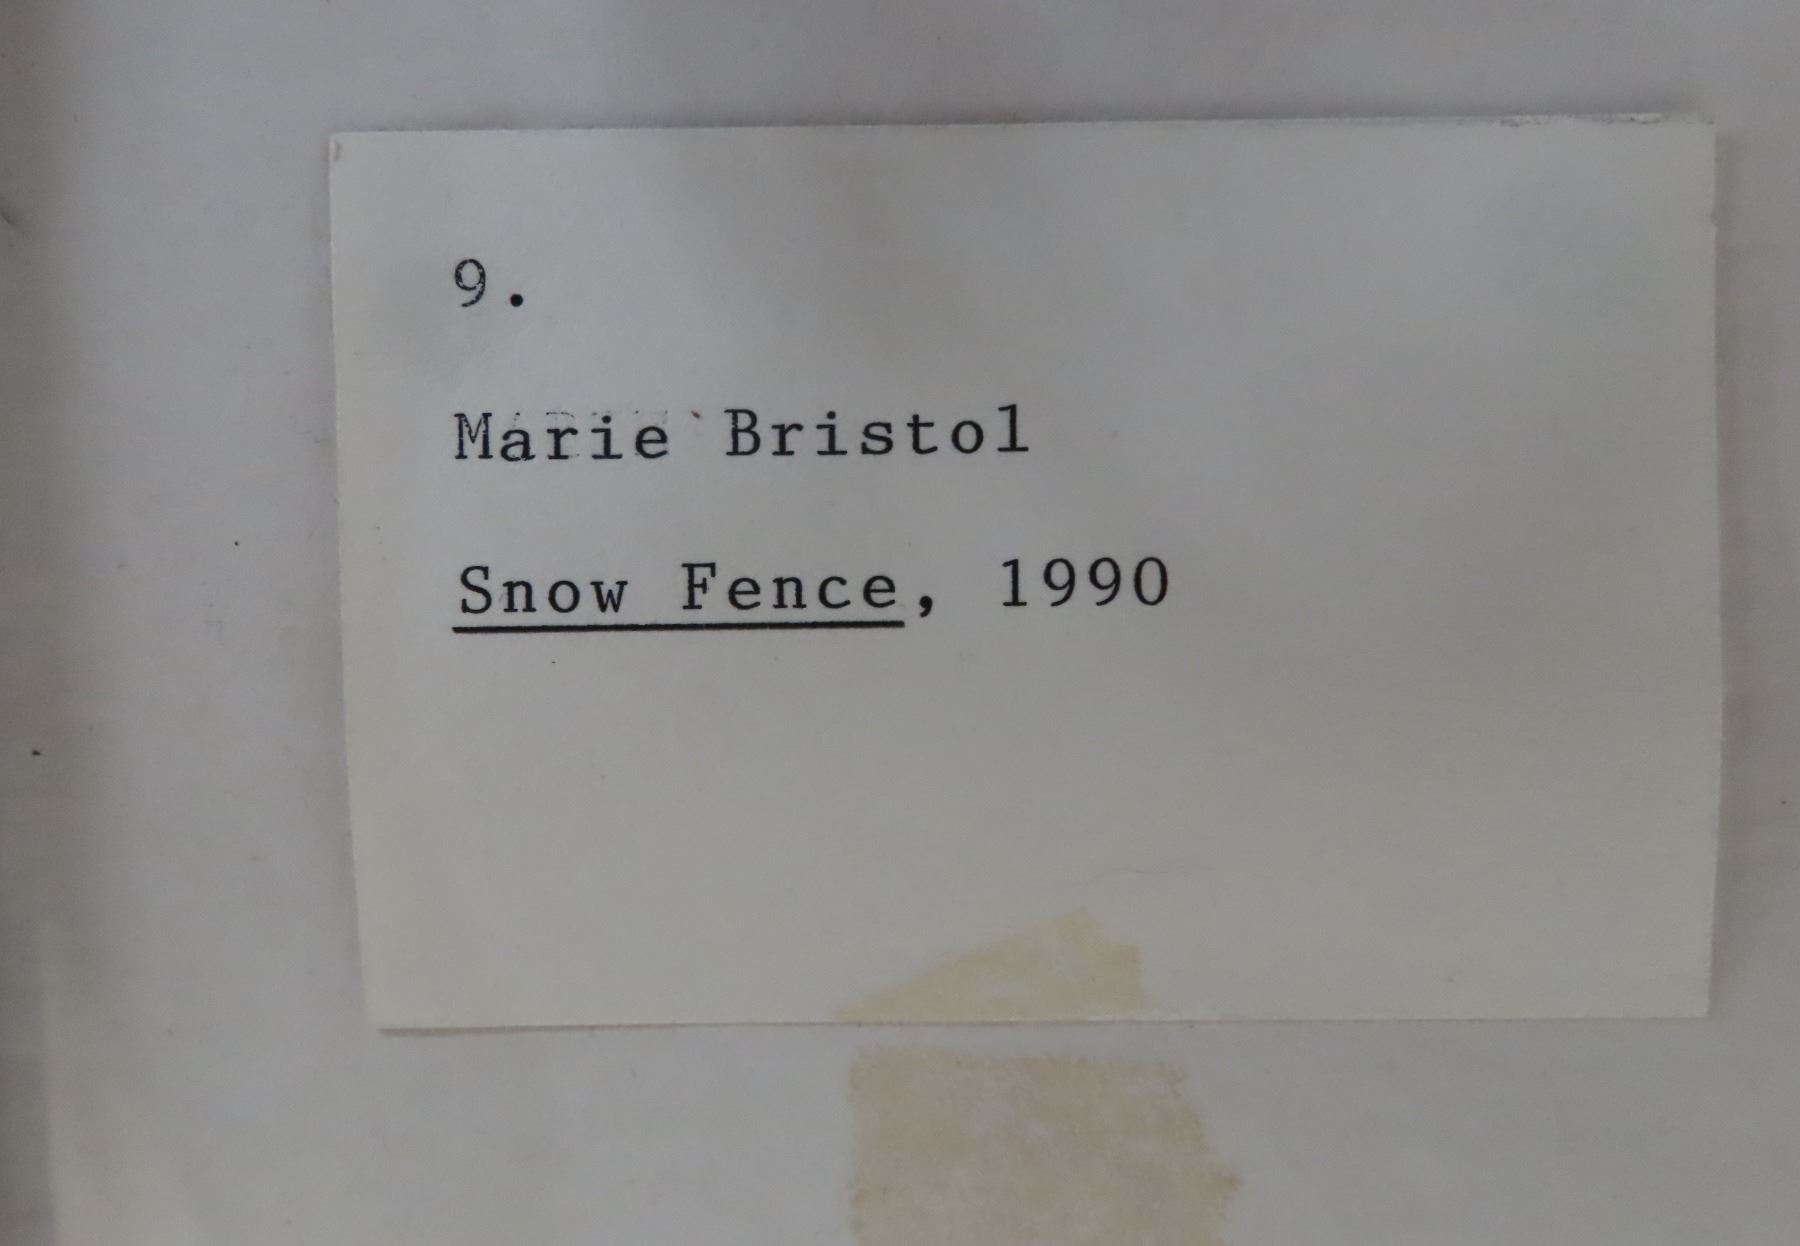 9.
Marie Bristol
Snow Fence, 1990